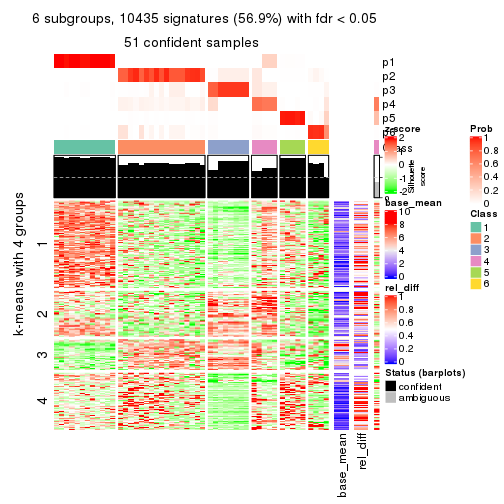 6 subgroups, 10435 signatures (56.9%) with fdr < 0.05
51 confident samples
p1
p2
p3
p4
p5
p6
Class
k-means with 4 groups
1
2
3
4
base_mean
rel_diff
z-score
2
1
0
-1
-2
Silhouette
score
base_mean
10
8
6
4
2
0
rel_diff
1
0.8
0.6
0.4
0.2
0
Status (barplots)
confident
ambiguous
Prob
1
0.8
0.6
0.4
0.2
0
Class
1
2
3
4
5
6